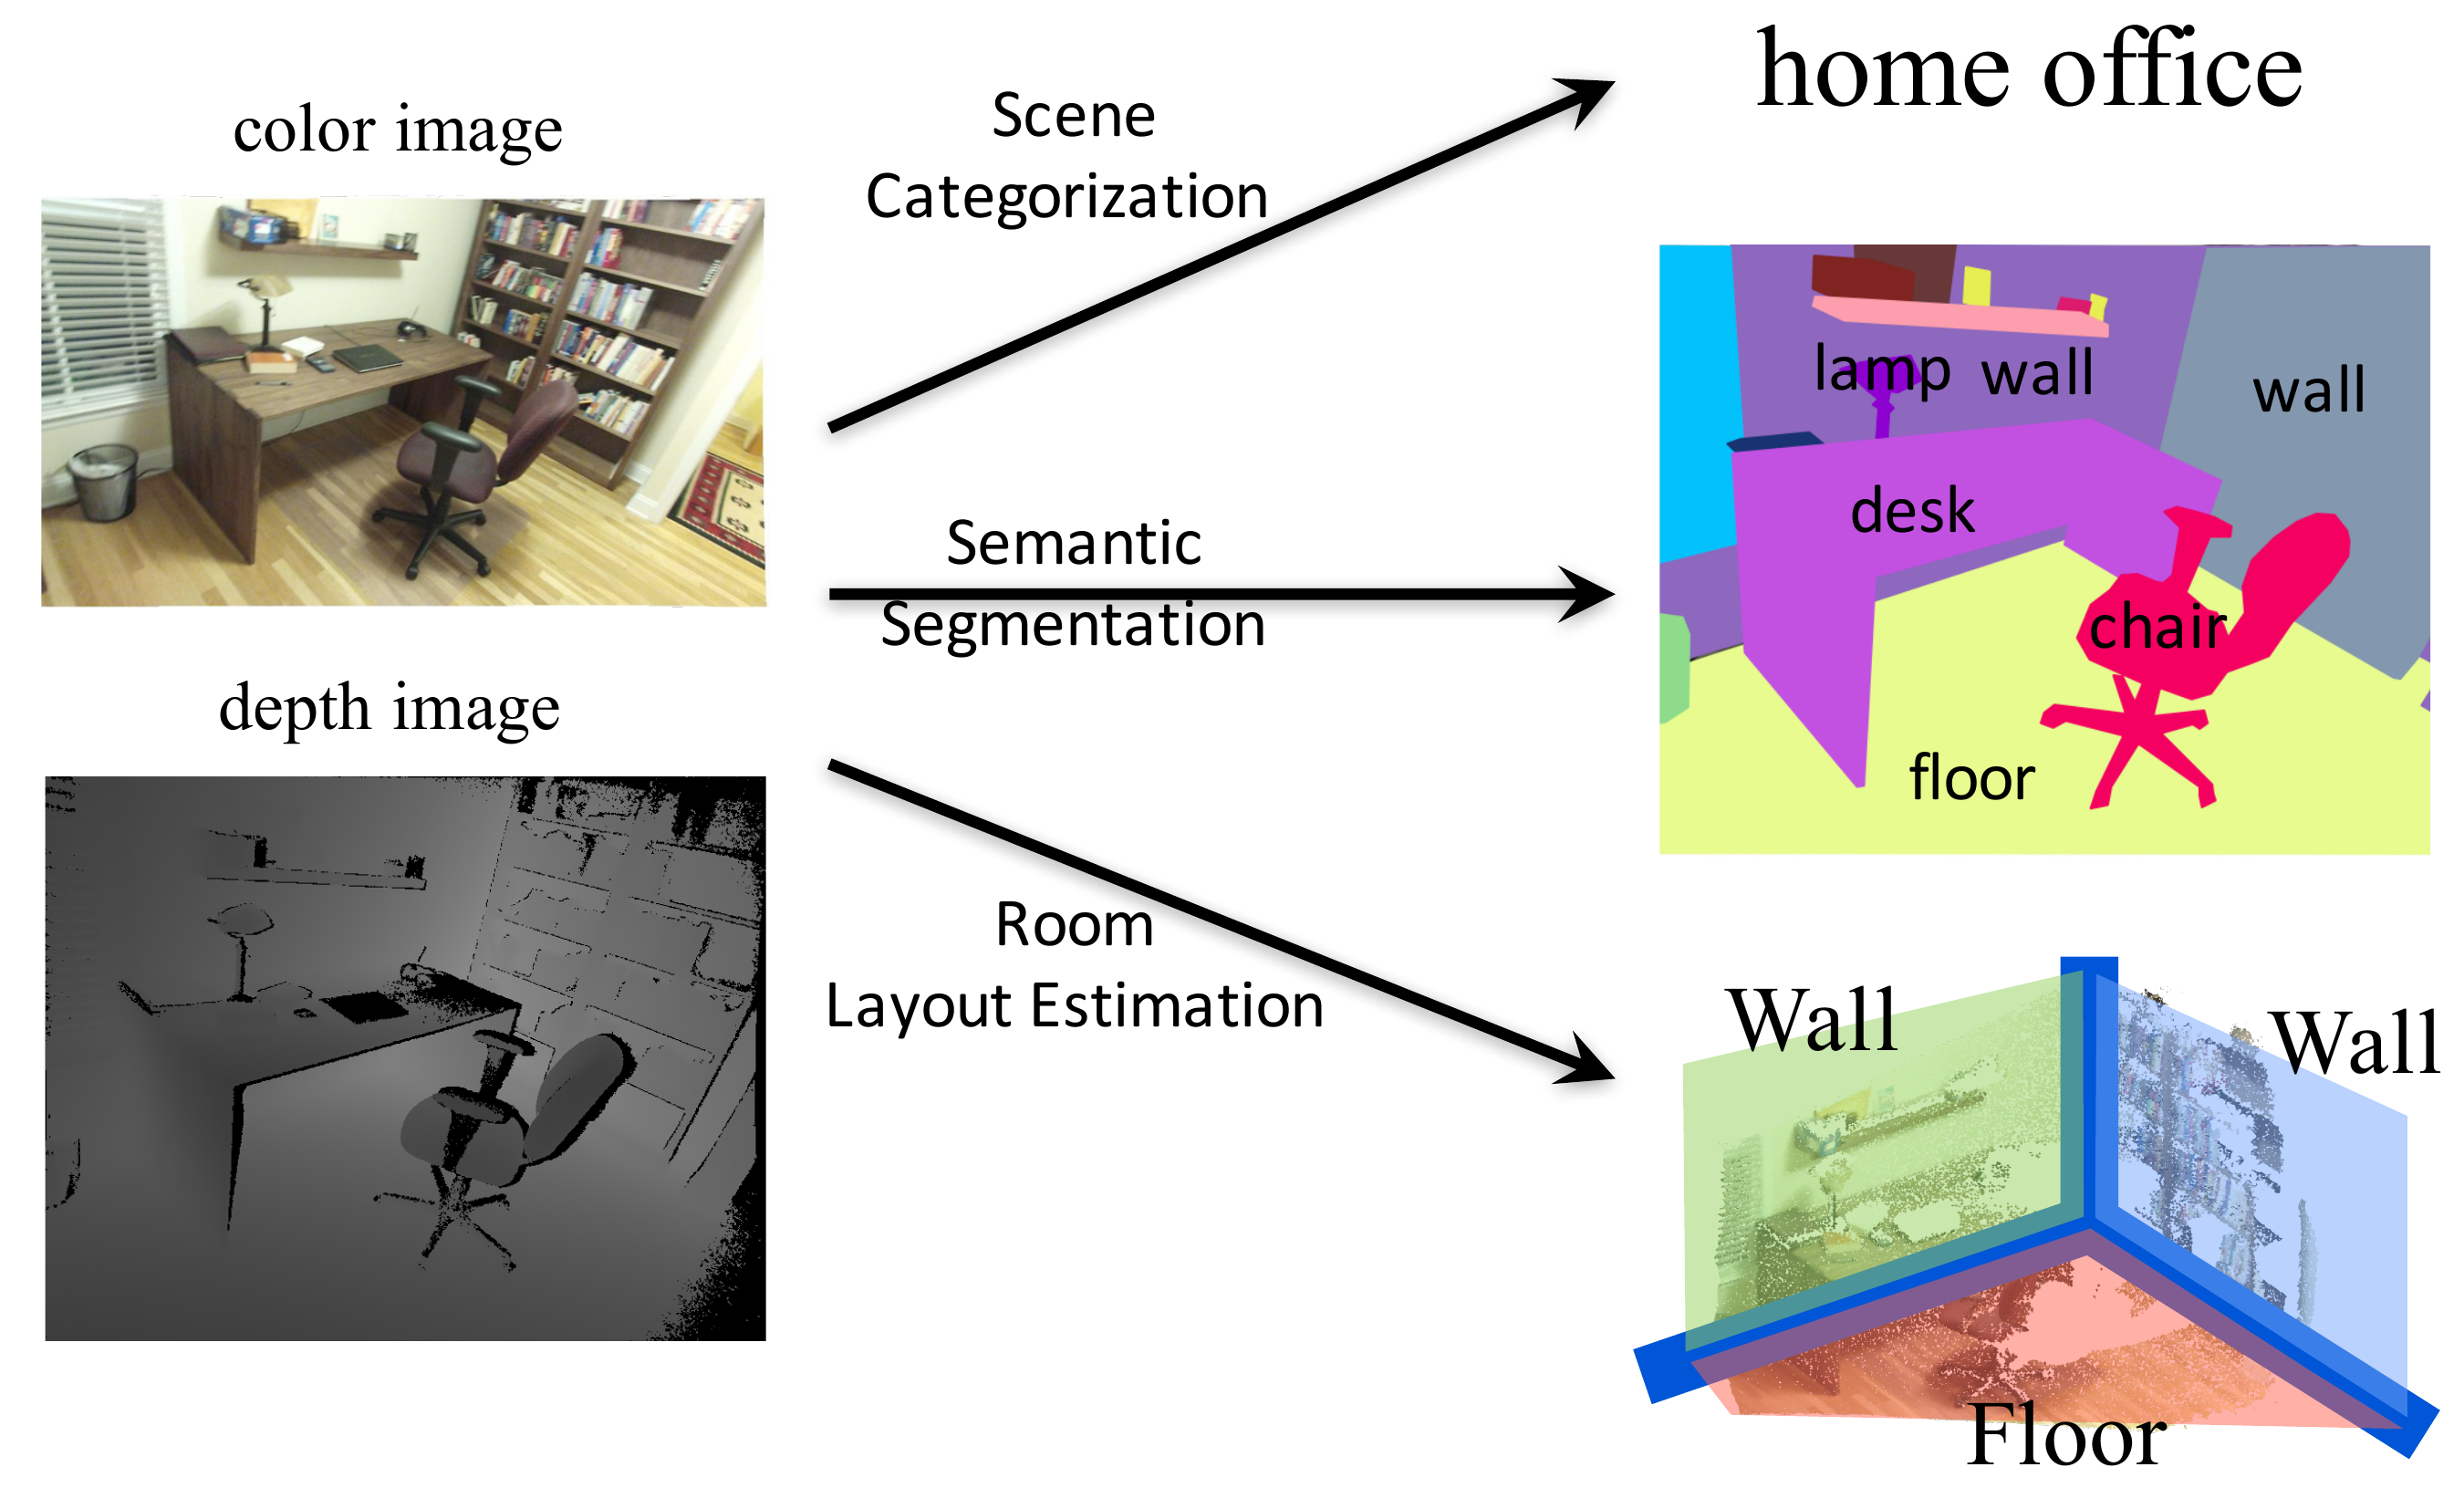 color image
depth image
Scene
Categorization
Semantic
Segmentation
Room
Layout Estimation
home office
lamp wall
wall
desk
chair
floor
Wall
Wall
Floor